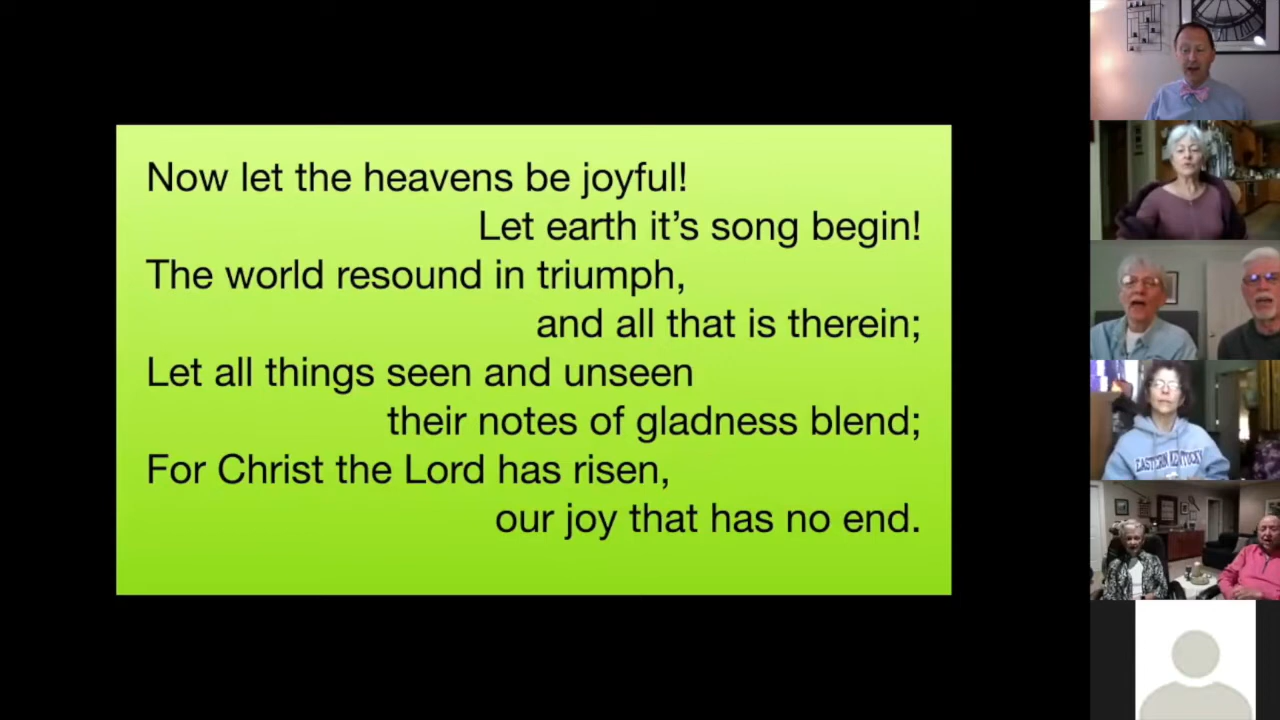 Now let the heavens be joyful!
Let earth it’s song begin!
The world resound in triumph,
and all that is therein;
Let all things seen and unseen
their notes of gladness blend;
For Christ the Lord has risen,
our joy that has no end.
EASTERN KENTUCKY